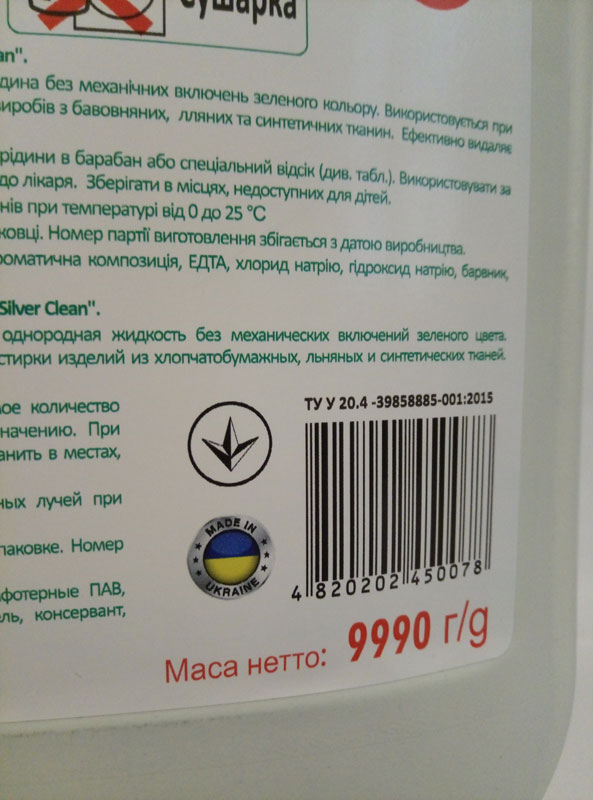 сушарка
an".
дина без механічних включень зеленого кольору. Використовується при
виробів з бавовняних, лляних та синтетичних тканин. Ефективно видаляє
рідини в барабан або спеціальний відсік (див. табл.). Використовувати за
до лікаря. Зберігати в місцях, недоступних для дітей.
нів при температурі від 0 до 25 °C
ковці. Номер партії виготовлення збігається з датою виробництва.
роматична композиція, ЕДТА, хлорид натрію, гідроксид натрію, барвник,
Silver Clean".
однородная жидкость без механических включений зеленого цвета.
стирки изделий из хлопчатобумажных, льняных и синтетических тканей.
ое количество
значению. При
анить в местах,
ных лучей при
паковке. Номер
фотерные ПАВ,
ль, консервант,
ТУ У 20.4 -39858885-001:2015
MADE IN
UKRAINE
4 820202 450078
Маса нетто: 9990 г/g